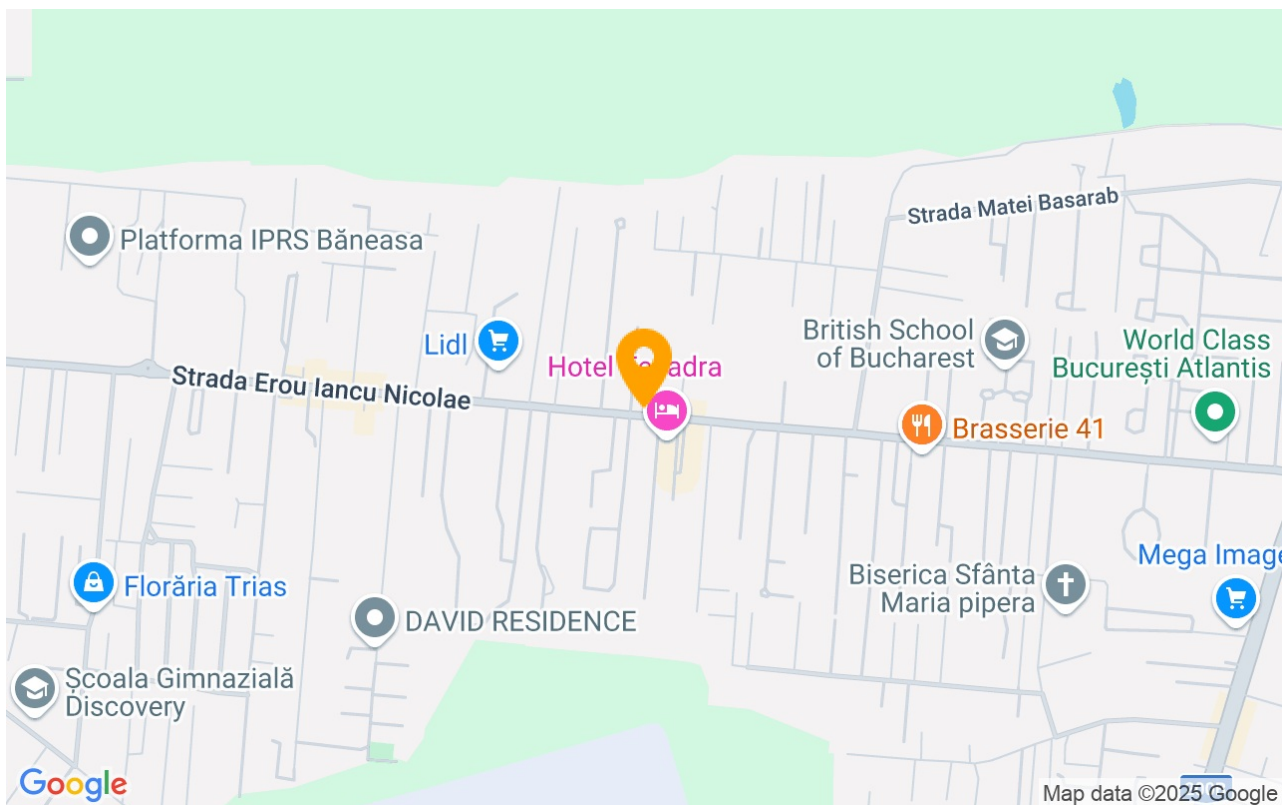 Strada Matei Basarab
Platforma IPRS Băneasa
British School
of Bucharest
World Class
București Atlantis
Lidl
Hotel
Strada Erou Iancu Nicolae
Brasserie 41
Mega Image
Biserica Sfânta
Maria pipera
Florăria Trias
DAVID RESIDENCE
Școala Gimnazială
Discovery
Google
Map data ©2025 Google